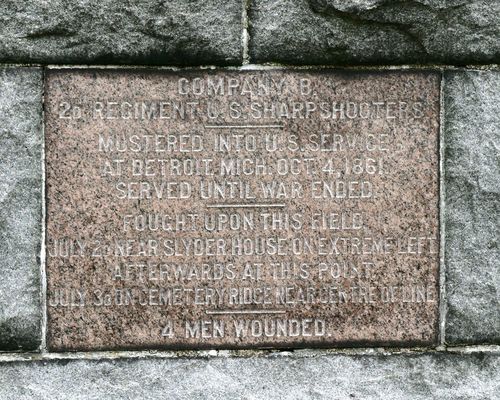 COMPANY B.
2D REGIMENT U.S. SHARPSHOOTERS.
MUSTERED INTO U.S. SERVICE
AT DETROIT, MICH. OCT. 4, 1861.
SERVED UNTIL WAR ENDED.
FOUGHT UPON THIS FIELD
JULY 2D NEAR SLYDER HOUSE ON EXTREME LEFT
AFTERWARDS AT THIS POINT
JULY. 3D ON CEMETERY RIDGE NEAR CENTRE OF LINE
4 MEN WOUNDED.